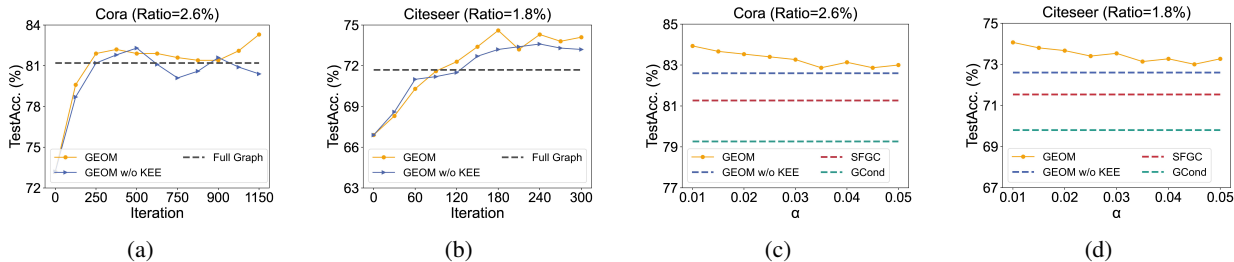 Cora (Ratio=2.6%)
84
81
78
75
72
TestAcc. (%)
GEOM
GEOM w/o KEE
Full Graph
0 250 500 750 900 1150
Iteration
(a)
Citeseer (Ratio=1.8%)
75
72
69
66
63
TestAcc. (%)
GEOM
GEOM w/o KEE
Full Graph
0 60 120 180 240 300
Iteration
(b)
Cora (Ratio=2.6%)
85
83
81
79
77
TestAcc. (%)
GEOM
GEOM w/o KEE
SFGC
GCond
0.01 0.02 0.03 0.04 0.05
α
(c)
Citeseer (Ratio=1.8%)
75
73
71
69
67
TestAcc. (%)
GEOM
GEOM w/o KEE
SFGC
GCond
0.01 0.02 0.03 0.04 0.05
α
(d)